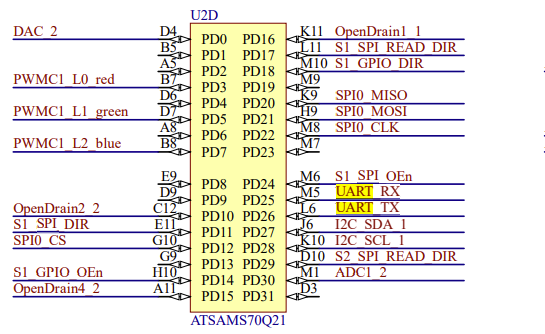 U2D
DAC_2 D4 PD0 PD16 K11 OpenDrain1_1
B5 PD1 PD17 L11 S1_SPI_READ_DIR
A5 PD2 PD18 M10 S1_GPIO_DIR
PWMC1_L0_red B7 PD3 PD19 M9
D6 PD4 PD20 K9 SPI0_MISO
PWMC1_L1_green D7 PD5 PD21 H9 SPI0_MOSI
A8 PD6 PD22 M8 SPI0_CLK
PWMC1_L2_blue B8 PD7 PD23 M7
E9 PD8 PD24 M6 S1_SPI_OEn
D9 PD9 PD25 M5 UART_RX
OpenDrain2_2 C12 PD10 PD26 L6 UART_TX
S1_SPI_DIR E11 PD11 PD27 J6 I2C_SDA_1
SPI0_CS G10 PD12 PD28 K10 I2C_SCL_1
G9 PD13 PD29 D10 S2_SPI_READ_DIR
S1_GPIO_OEn H10 PD14 PD30 M1 ADC1_2
OpenDrain4_2 A11 PD15 PD31 D3
ATSAMS70Q21